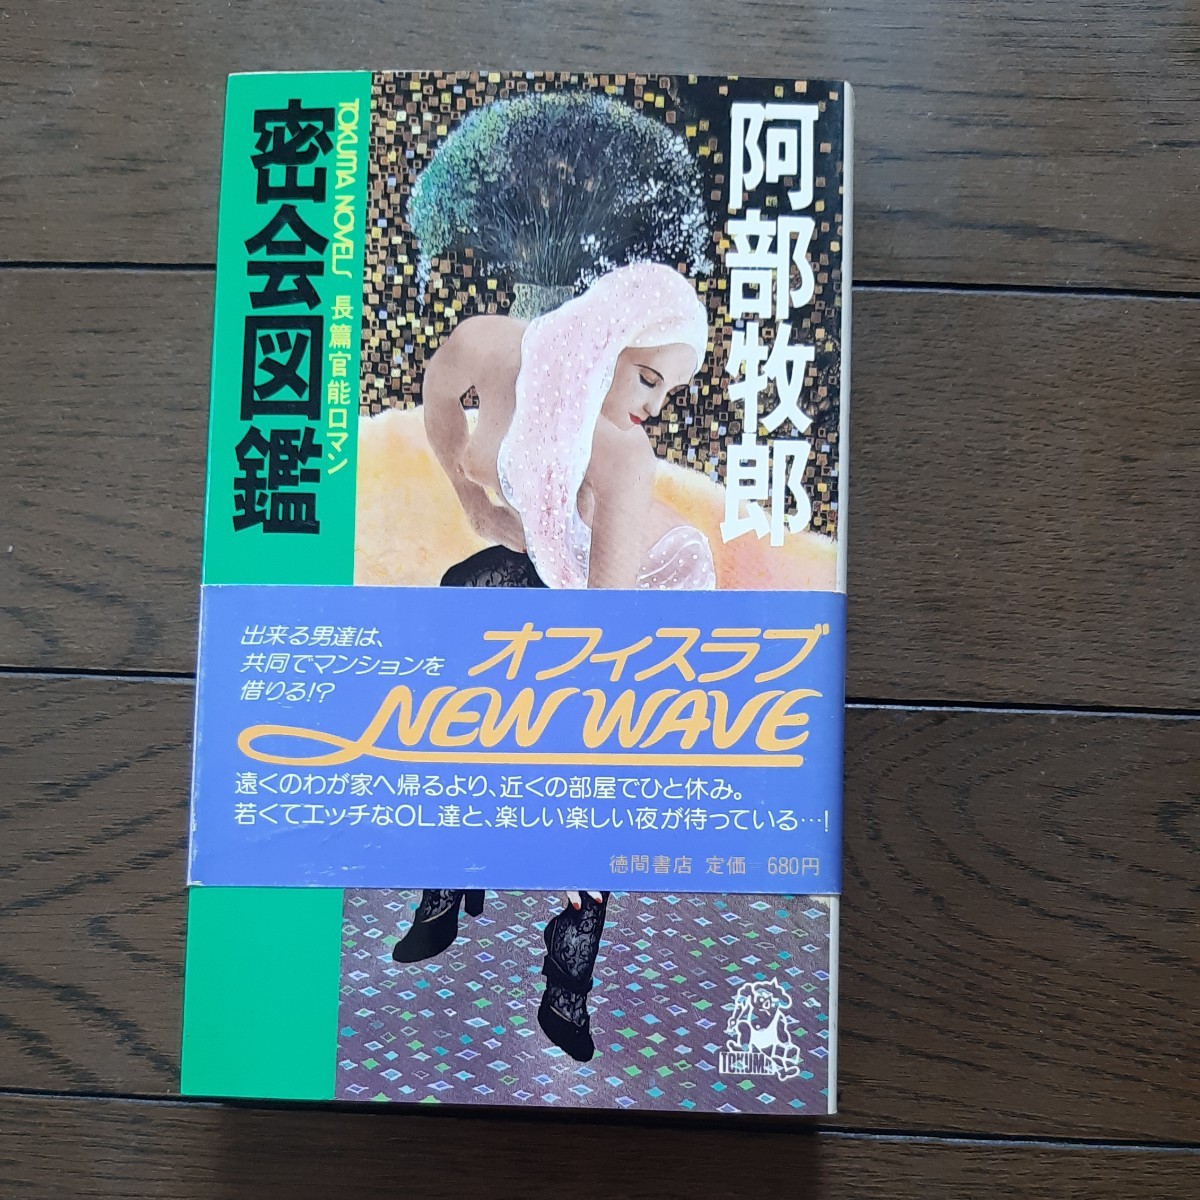 阿部牧郎
密会図鑑
TOKUMA NOVELS 長篇官能ロマン
出来る男達は、
共同でマンションを
借りる!?
オフィスラブ
NEW WAVE
遠くのわが家へ帰るより、近くの部屋でひと休み。
若くてエッチなOL達と、楽しい楽しい夜が待っている…!
徳間書店 定価=680円
TOKUMA